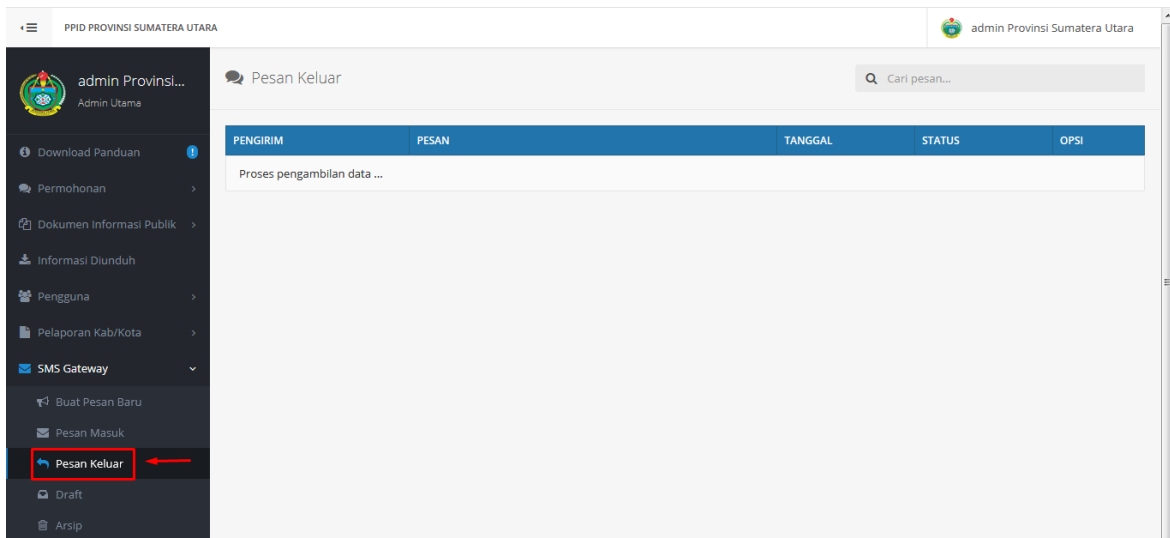 PPID PROVINSI SUMATERA UTARA
admin Provinsi Sumatera Utara
admin Provinsi...
Admin Utama
Download Panduan
Permohonan
Dokumen Informasi Publik
Informasi Diunduh
Pengguna
Pelaporan Kab/Kota
SMS Gateway
Buat Pesan Baru
Pesan Masuk
Pesan Keluar
Draft
Arsip
Pesan Keluar
Cari pesan...
PENGIRIM PESAN TANGGAL STATUS OPSI
Proses pengambilan data ...